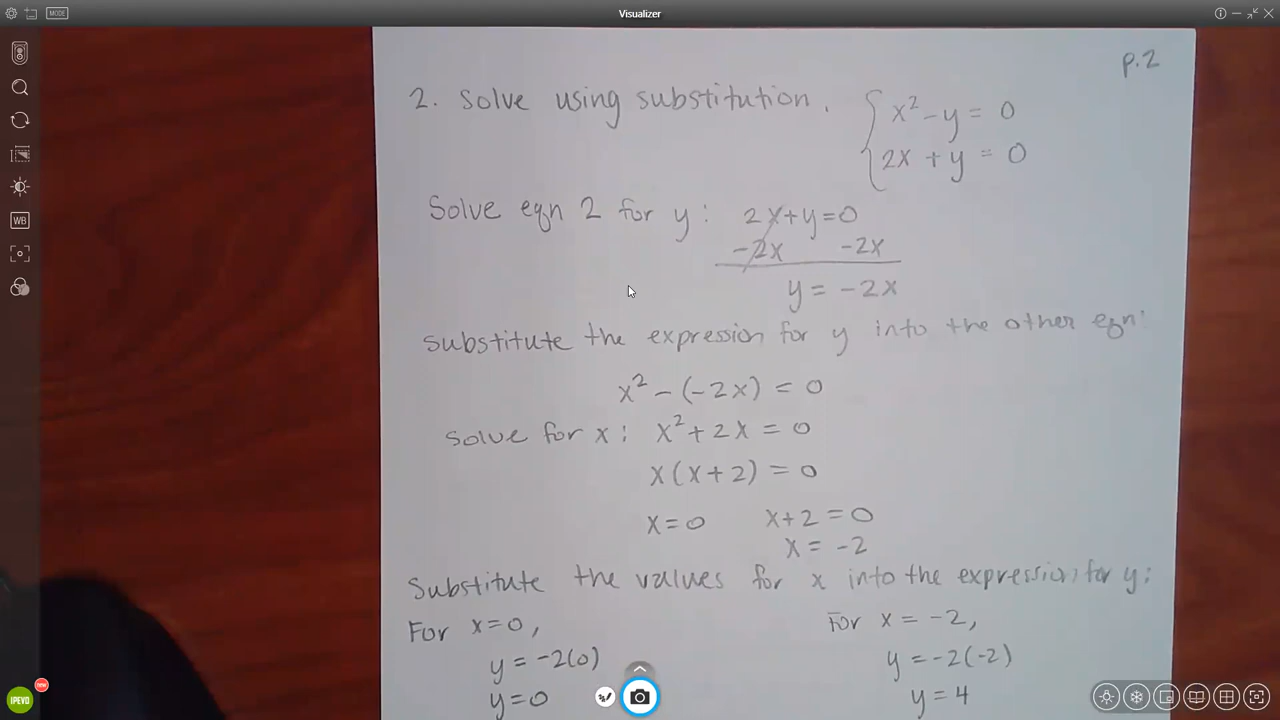 MODE
Visualizer
WB
p.2
2. Solve using substitution. { x² - y = 0
2x + y = 0
Solve eqn 2 for y: 2x+y=0
-2x -2x
y = -2x
Substitute the expression for y into the other eqn:
x² - (-2x) = 0
Solve for x: x² + 2x = 0
x(x+2) = 0
x=0 x+2 = 0
x = -2
Substitute the values for x into the expression for y:
For x=0, For x = -2,
y = -2(0) y = -2(-2)
y=0 y = 4
IPEVO
new